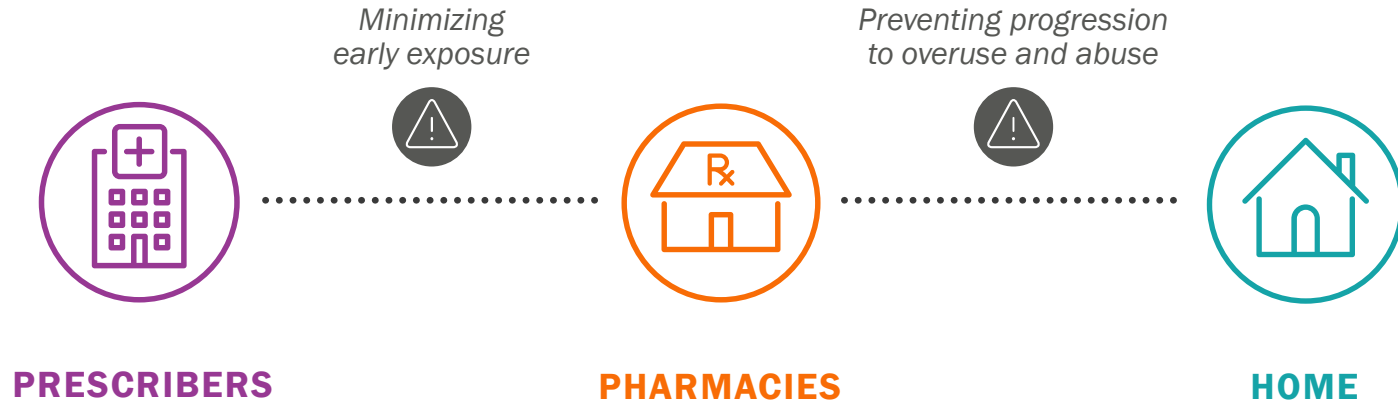 Minimizing
early exposure
Preventing progression
to overuse and abuse
Rx
PRESCRIBERS
PHARMACIES
HOME